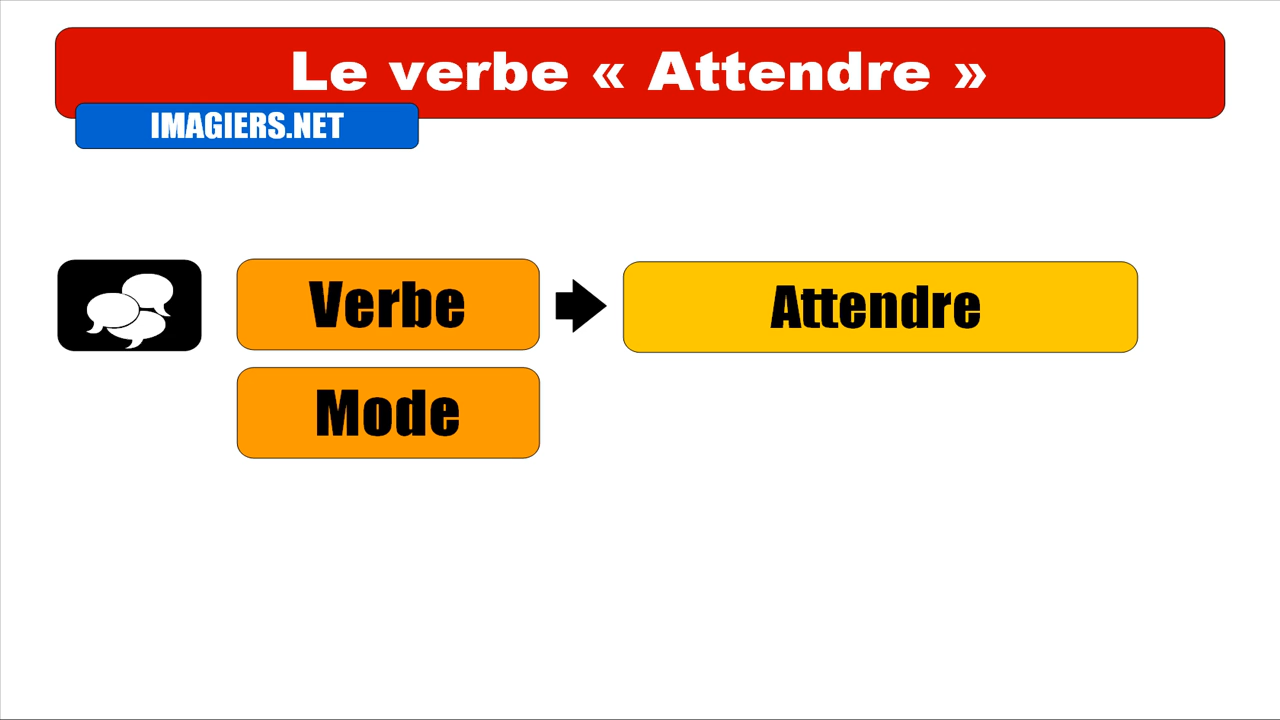 Le verbe « Attendre »
IMAGIERS.NET
Verbe
Attendre
Mode